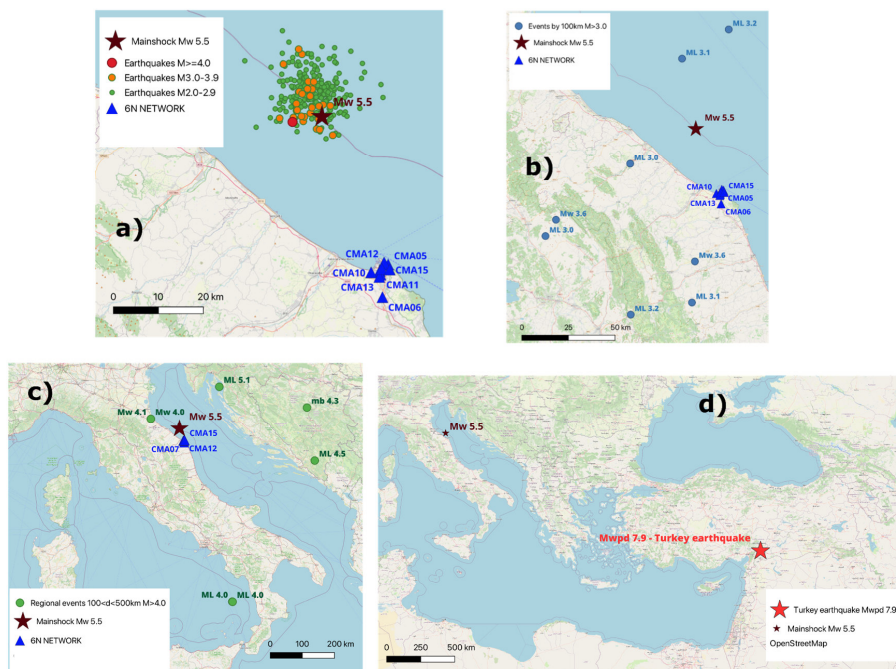 Mainshock Mw 5.5
Earthquakes M>=4.0
Earthquakes M3.0-3.9
Earthquakes M2.0-2.9
6N NETWORK
Mw 5.5
a)
CMA12
CMA05
CMA10
CMA15
CMA13
CMA11
CMA06
0 10 20 km
Events by 100km M>3.0
Mainshock Mw 5.5
6N NETWORK
ML 3.2
ML 3.1
Mw 5.5
b)
ML 3.0
CMA10
CMA15
CMA05
CMA13
CMA06
Mw 3.6
ML 3.0
Mw 3.6
ML 3.1
ML 3.2
0 25 50 km
c)
ML 5.1
mb 4.3
Mw 4.1
Mw 4.0
Mw 5.5
CMA15
CMA07
CMA12
ML 4.5
ML 4.0
ML 4.0
Regional events 100<d<500km M>4.0
Mainshock Mw 5.5
6N NETWORK
0 100 200 km
d)
Mw 5.5
Mwpd 7.9 - Turkey earthquake
Turkey earthquake Mwpd 7.9
Mainshock Mw 5.5
OpenStreetMap
0 250 500 km